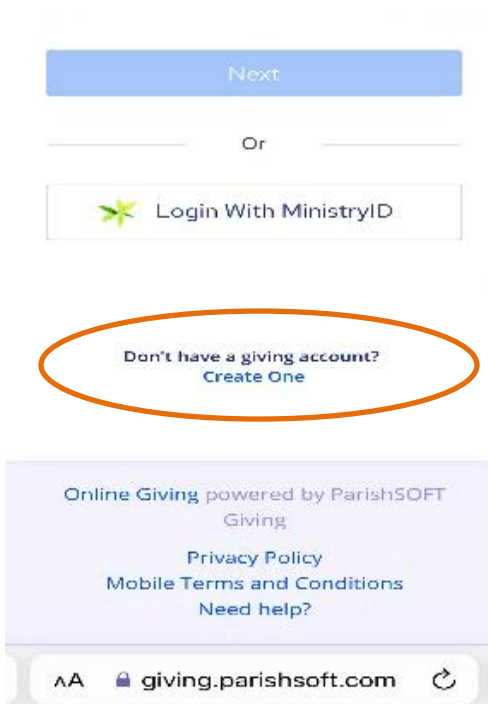 Next
Or
Login With MinistryID
Don't have a giving account?
Create One
Online Giving powered by ParishSOFT
Giving
Privacy Policy
Mobile Terms and Conditions
Need help?
AA giving.parishsoft.com